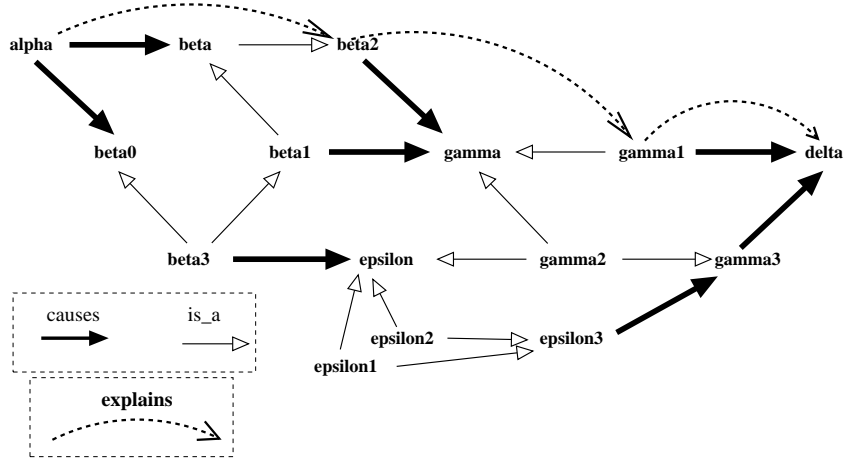 alpha beta beta2
beta0 beta1 gamma gamma1 delta
beta3 epsilon gamma2 gamma3
causes is_a
epsilon2 epsilon3
epsilon1
explains